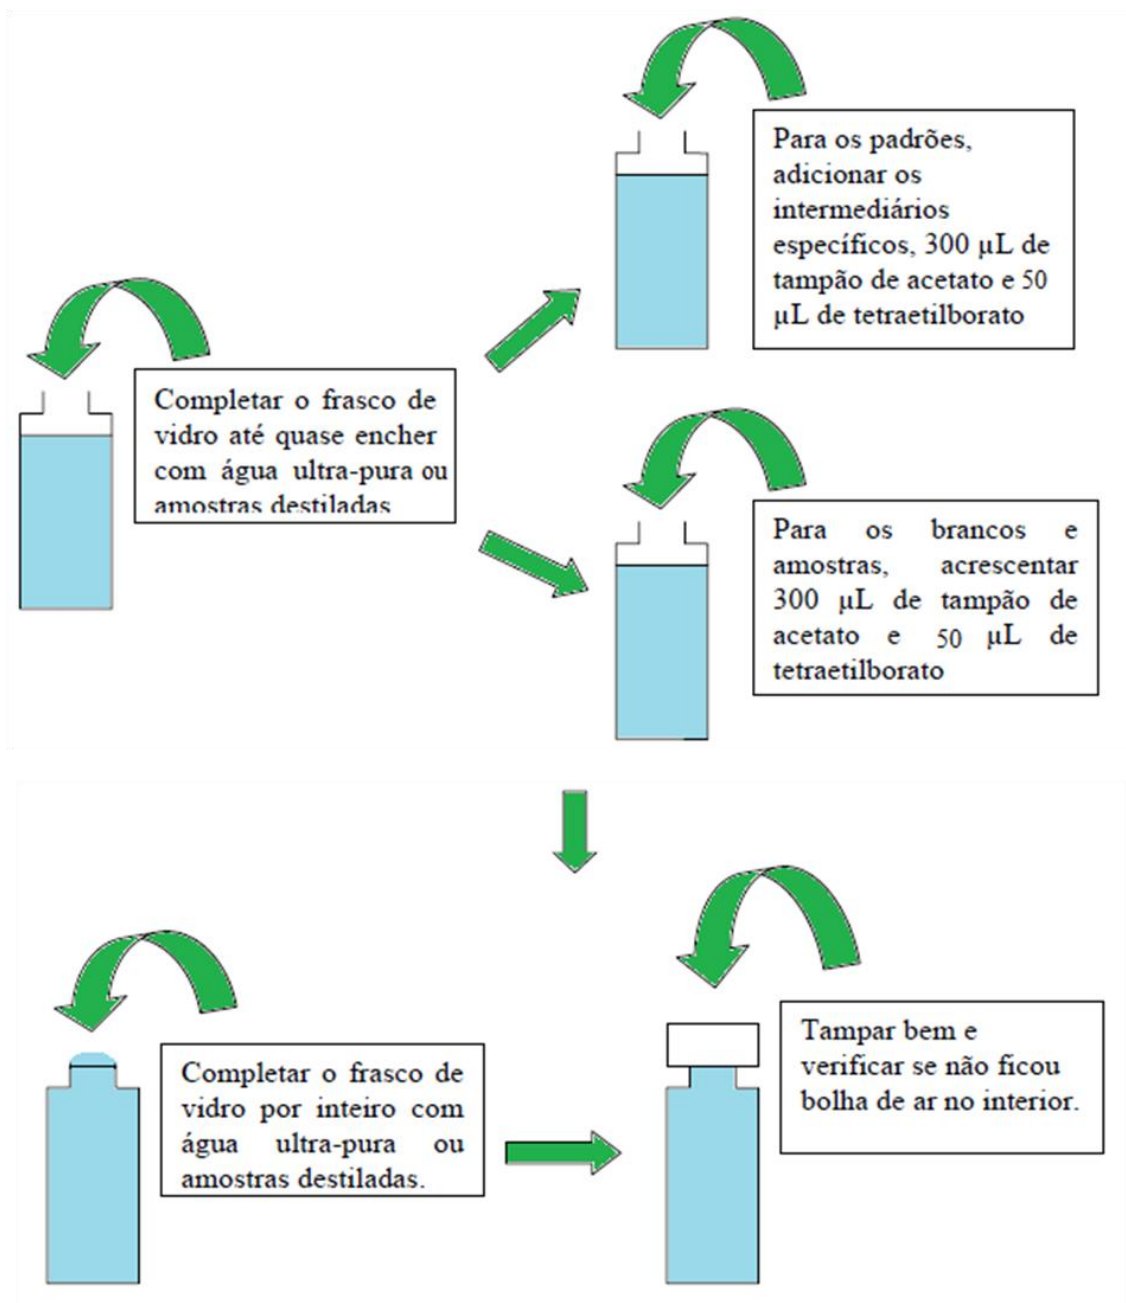 Para os padrões,
adicionar os
intermediários
específicos, 300 µL de
tampão de acetato e 50
µL de tetraetilborato
Completar o frasco de
vidro até quase encher
com água ultra-pura ou
amostras destiladas
Para os brancos e
amostras, acrescentar
300 µL de tampão de
acetato e 50 µL de
tetraetilborato
Completar o frasco de
vidro por inteiro com
água ultra-pura ou
amostras destiladas.
Tampar bem e
verificar se não ficou
bolha de ar no interior.